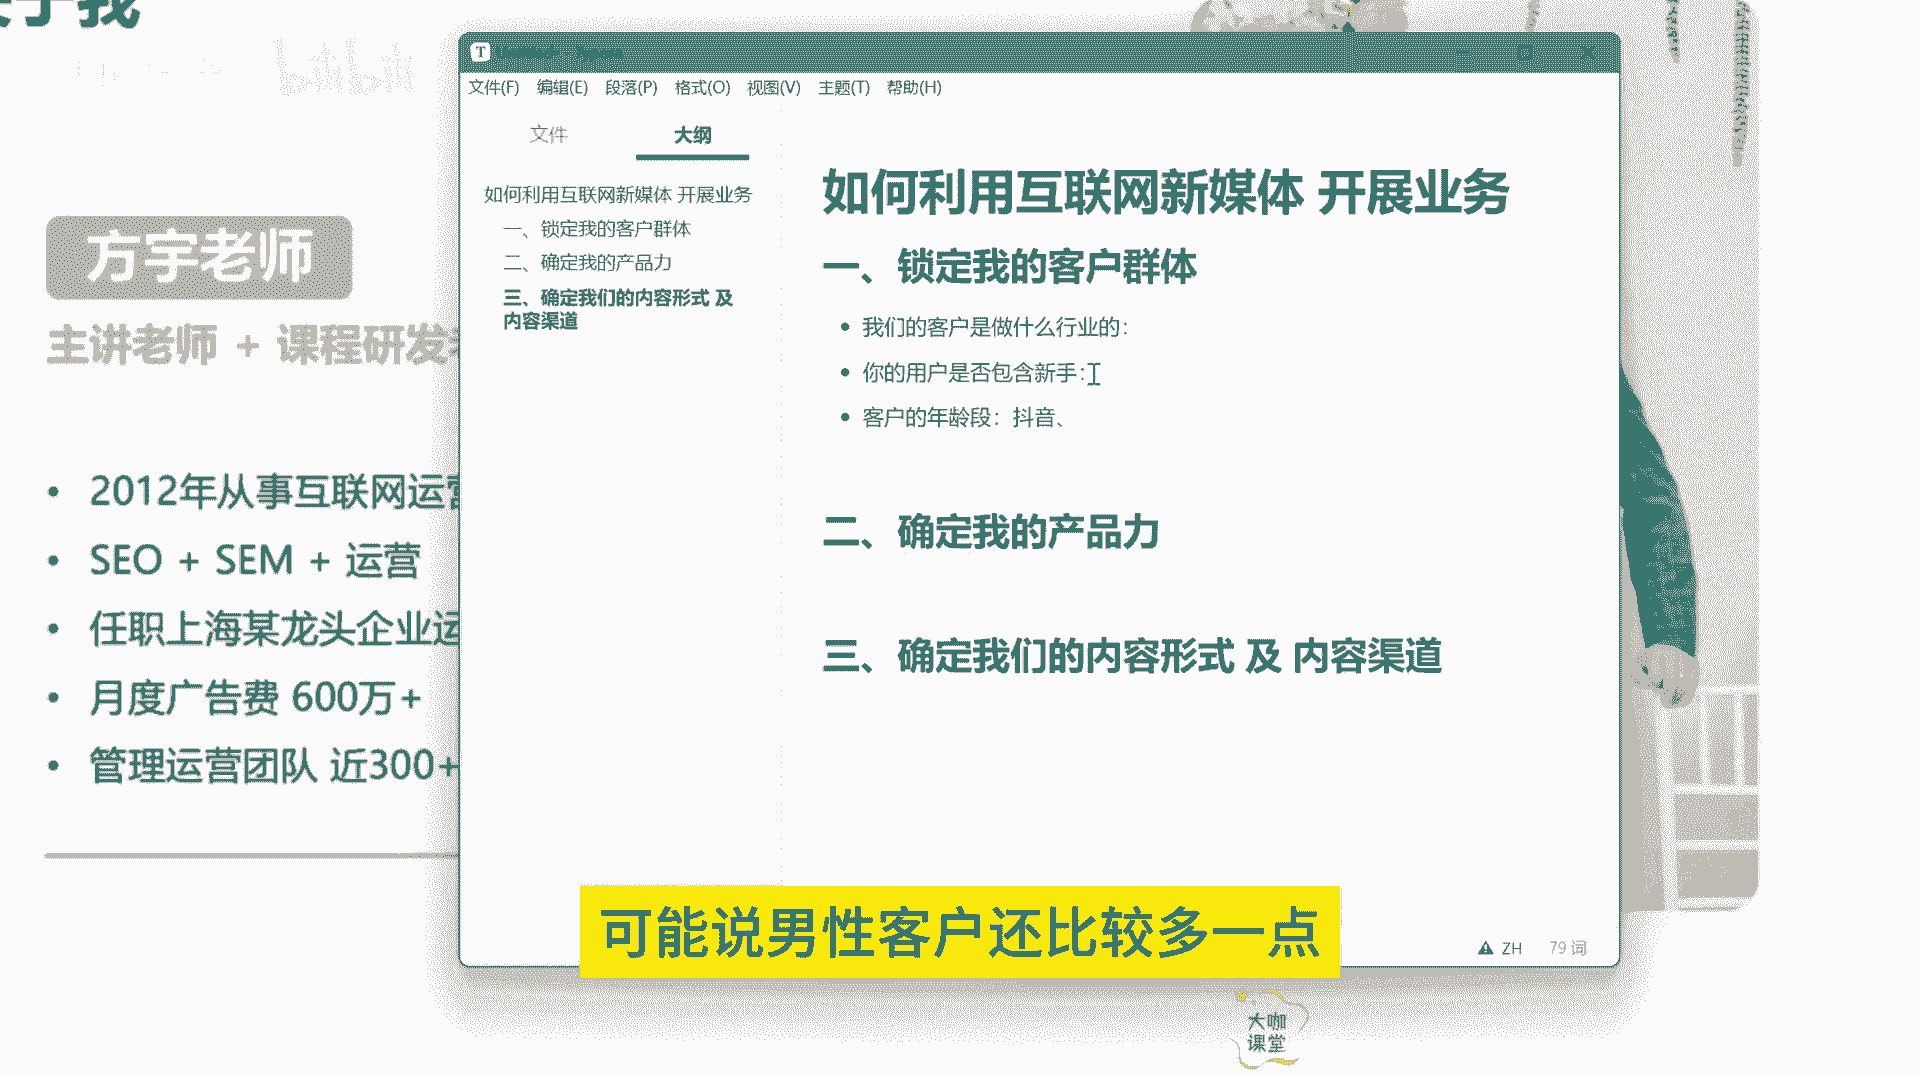 于我
bilibili
方宇老师
主讲老师 + 课程研发
2012年从事互联网运营
SEO + SEM + 运营
任职上海某龙头企业运
月度广告费 600万+
管理运营团队 近300+
T
文件(F) 编辑(E) 段落(P) 格式(O) 视图(V) 主题(T) 帮助(H)
文件 大纲
如何利用互联网新媒体 开展业务
一、锁定我的客户群体
二、确定我的产品力
三、确定我们的内容形式 及
内容渠道
如何利用互联网新媒体 开展业务
一、锁定我的客户群体
我们的客户是做什么行业的：
你的用户是否包含新手：
客户的年龄段：抖音、
二、确定我的产品力
三、确定我们的内容形式 及 内容渠道
ZH 79 词
可能说男性客户还比较多一点
大咖
课堂